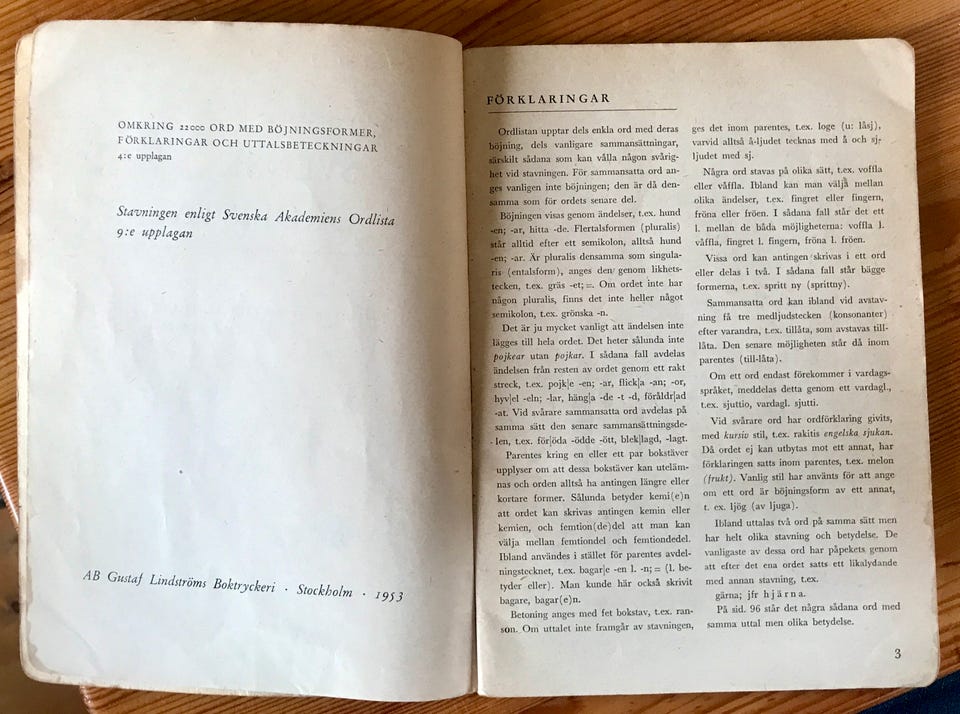 OMKRING 22000 ORD MED BÖJNINGSFORMER,
FÖRKLARINGAR OCH UTTALSBETECKNINGAR
4:e upplagan
Stavningen enligt Svenska Akademiens Ordlista
9:e upplagan
AB Gustaf Lindströms Boktryckeri · Stockholm · 1953
FÖRKLARINGAR
Ordlistan upptar dels enkla ord med deras
böjning, dels vanligare sammansättningar,
särskilt sådana som kan vålla någon svårig-
het vid stavningen. För sammansatta ord an-
ges vanligen inte böjningen; den är då den-
samma som för ordets senare del.
Böjningen visas genom ändelser, t.ex. hund
-en; -ar, hitta -de. Flertalsformen (pluralis)
står alltid efter ett semikolon, alltså hund
-en; -ar. Är pluralis densamma som singula-
ris (entalsform), anges den genom likhets-
tecken, t.ex. gräs -et; =. Om ordet inte har
någon pluralis, finns det inte heller något
semikolon, t.ex. grönska -n.
Det är ju mycket vanligt att ändelsen inte
lägges till hela ordet. Det heter sålunda inte
pojkear utan pojkar. I sådana fall avdelas
ändelsen från resten av ordet genom ett rakt
streck, t.ex. pojk|e -en; -ar, flick|a -an; -or,
hyv|el -eln; -lar, häng|a -de -t -d, föråldr|ad
-at. Vid svårare sammansatta ord avdelas på
samma sätt den senare sammansättningsde-
len, t.ex. för|öda -ödde -ött, blek|lagd, -lagt.
Parentes kring en eller ett par bokstäver
upplyser om att dessa bokstäver kan uteläm-
nas och orden alltså ha antingen längre eller
kortare former. Sålunda betyder kemi(e)n
att ordet kan skrivas antingen kemin eller
kemien, och femtion(de)del att man kan
välja mellan femtiondel och femtiondedel.
Ibland användes i stället för parentes avdel-
ningstecknet, t.ex. bagar|e -en l. -n; = (l. be-
tyder eller). Man kunde här också skrivit
bagare, bagar(e)n.
Betoning anges med fet bokstav, t.ex. ran-
son. Om uttalet inte framgår av stavningen,
ges det inom parentes, t.ex. loge (u: låsj),
varvid alltså å-ljudet tecknas med å och sj-
ljudet med sj.
Några ord stavas på olika sätt, t.ex. voffla
eller våffla. Ibland kan man välja mellan
olika ändelser, t.ex. fingret eller fingern,
fröna eller fröen. I sådana fall står det ett
l. mellan de båda möjligheterna: voffla l.
våffla, fingret l. fingern, fröna l. fröen.
Vissa ord kan antingen skrivas i ett ord
eller delas i två. I sådana fall står bägge
formerna, t.ex. spritt ny (sprittny).
Sammansatta ord kan ibland vid avstav-
ning få tre medljudstecken (konsonanter)
efter varandra, t.ex. tillåta, som avstavas till-
låta. Den senare möjligheten står då inom
parentes (till-låta).
Om ett ord endast förekommer i vardags-
språket, meddelas detta genom ett vardagl.,
t.ex. sjuttio, vardagl. sjutti.
Vid svårare ord har ordförklaring givits,
med kursiv stil, t.ex. rakitis engelska sjukan.
Då ordet ej kan utbytas mot ett annat, har
förklaringen satts inom parentes, t.ex. melon
(frukt). Vanlig stil har använts för att ange
om ett ord är böjningsform av ett annat,
t. ex. ljög (av ljuga).
Ibland uttalas två ord på samma sätt men
har helt olika stavning och betydelse. De
vanligaste av dessa ord har påpekats genom
att efter det ena ordet satts ett likalydande
med annan stavning, t.ex.
gärna; jfr hjärna.
På sid. 96 står det några sådana ord med
samma uttal men olika betydelse.
3